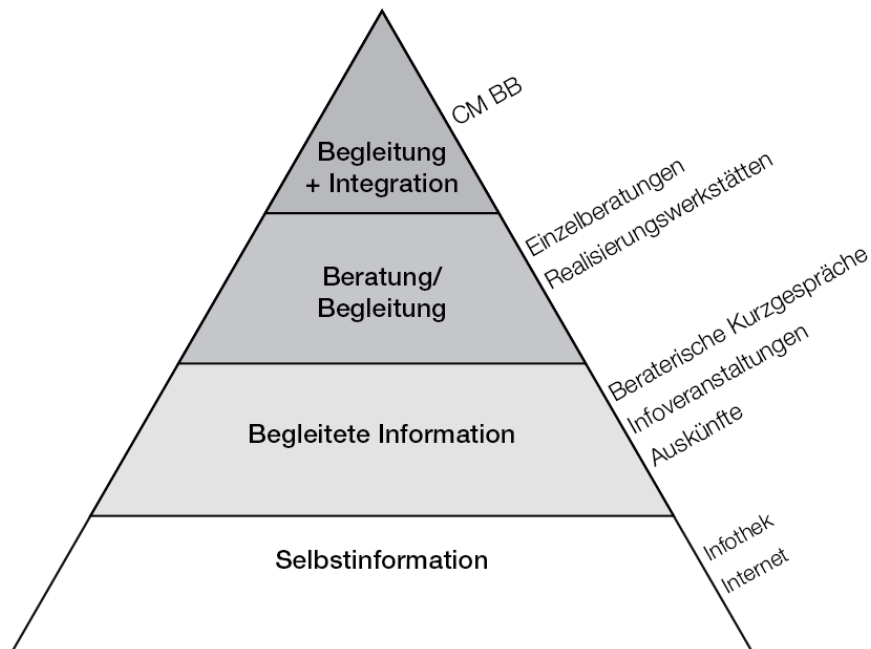 CM BB
Begleitung
+ Integration
Einzelberatungen
Realisierungswerkstätten
Beratung/
Begleitung
Beraterische Kurzgespräche
Infoveranstaltungen
Auskünfte
Begleitete Information
Infothek
Internet
Selbstinformation